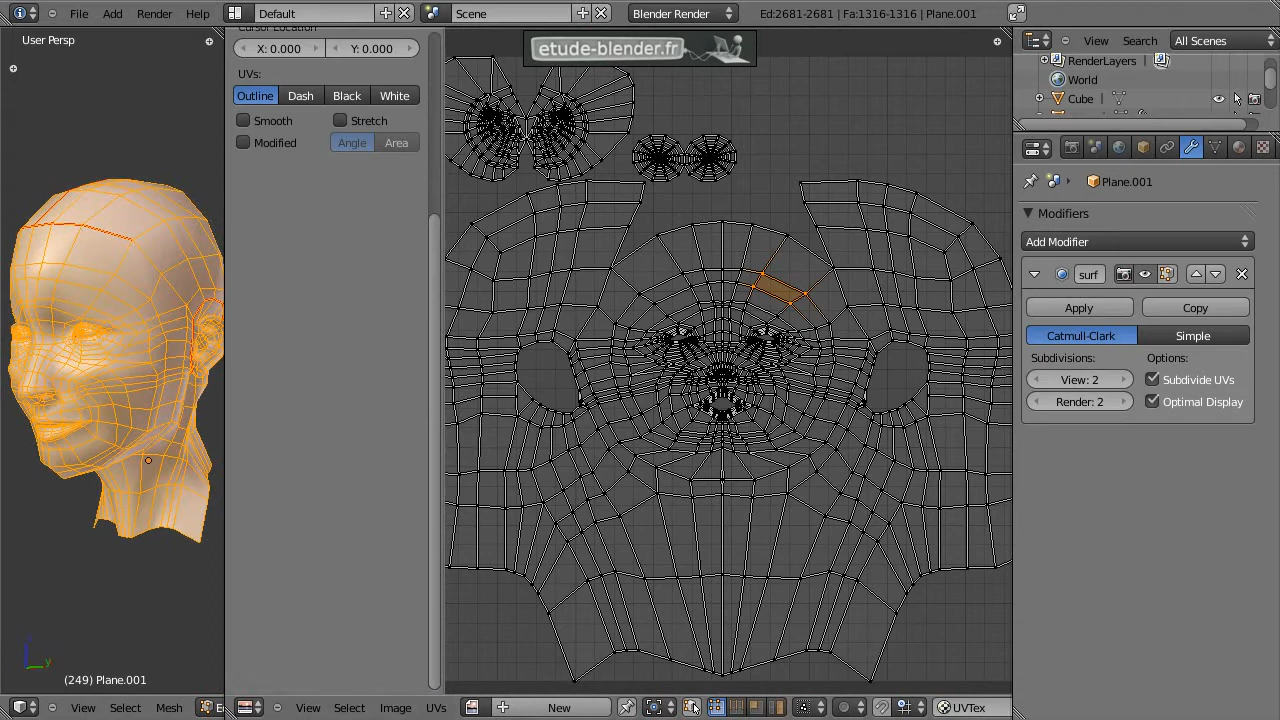 File Add Render Help Default Scene Blender Render Ed:2681-2681 | Fa:1316-1316 | Plane.001
User Persp
Cursor Location
X: 0.000 Y: 0.000
UVs:
Outline Dash Black White
Smooth Stretch
Modified Angle Area
etude-blender.fr
View Search All Scenes
RenderLayers
World
Cube
Plane.001
Modifiers
Add Modifier
surf
Apply Copy
Catmull-Clark Simple
Subdivisions: Options:
View: 2 Subdivide UVs
Render: 2 Optimal Display
y
(249) Plane.001
View Select Mesh View Select Image UVs New UVTex